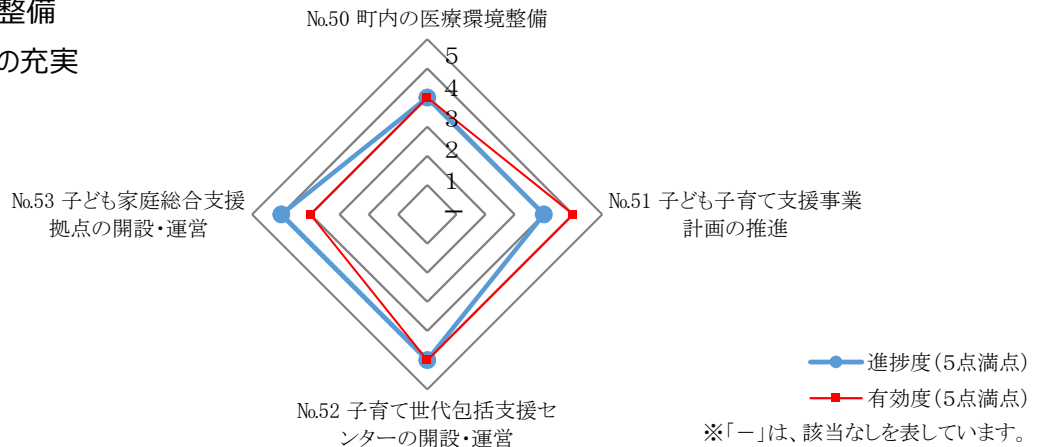 整備
の充実
№50 町内の医療環境整備
5
4
3
2
1
－
№53 子ども家庭総合支援
拠点の開設・運営
№51 子ども子育て支援事業
計画の推進
№52 子育て世代包括支援セ
ンターの開設・運営
進捗度（5点満点）
有効度（5点満点）
※「－」は、該当なしを表しています。